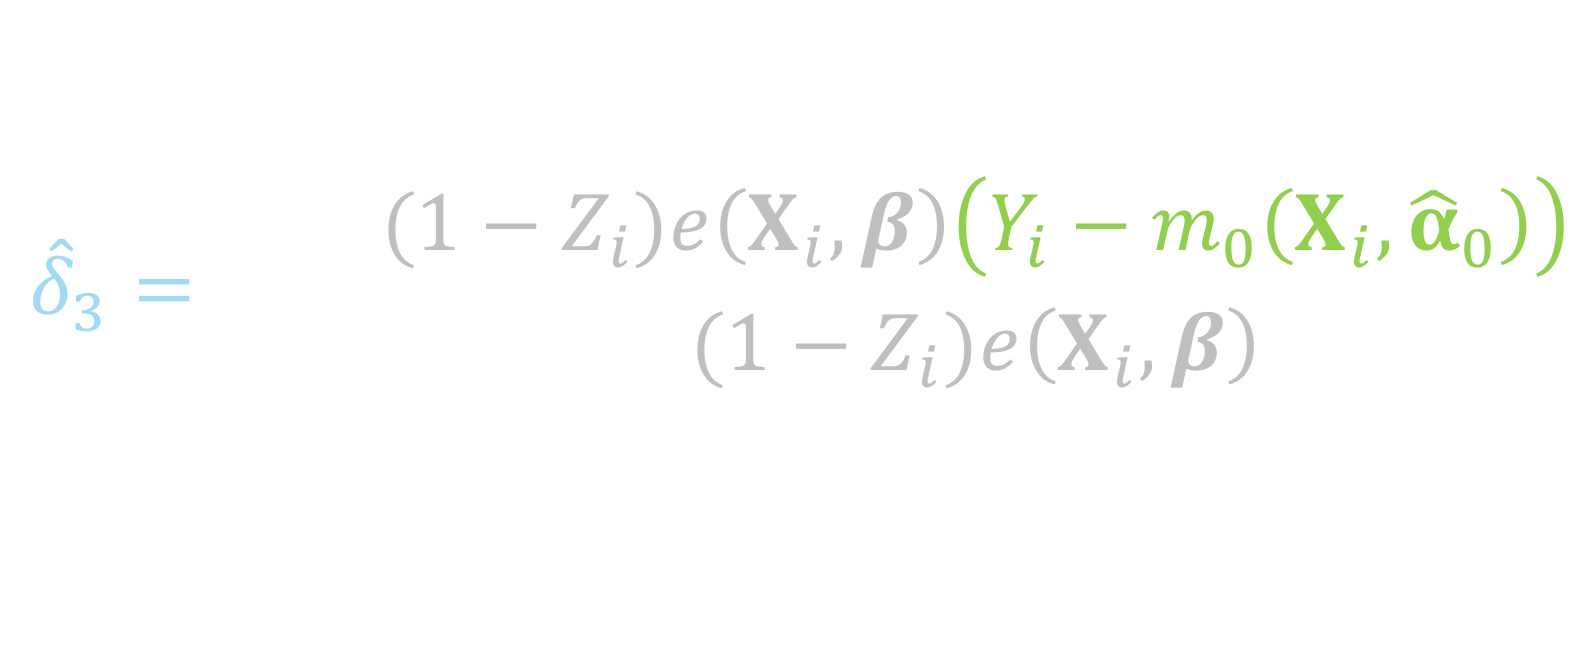 (1 − Zᵢ)e(𝐗ᵢ, 𝜷)(Yᵢ − m₀(𝐗ᵢ, 𝛂̂₀))
δ̂₃ =
(1 − Zᵢ)e(𝐗ᵢ, 𝜷)